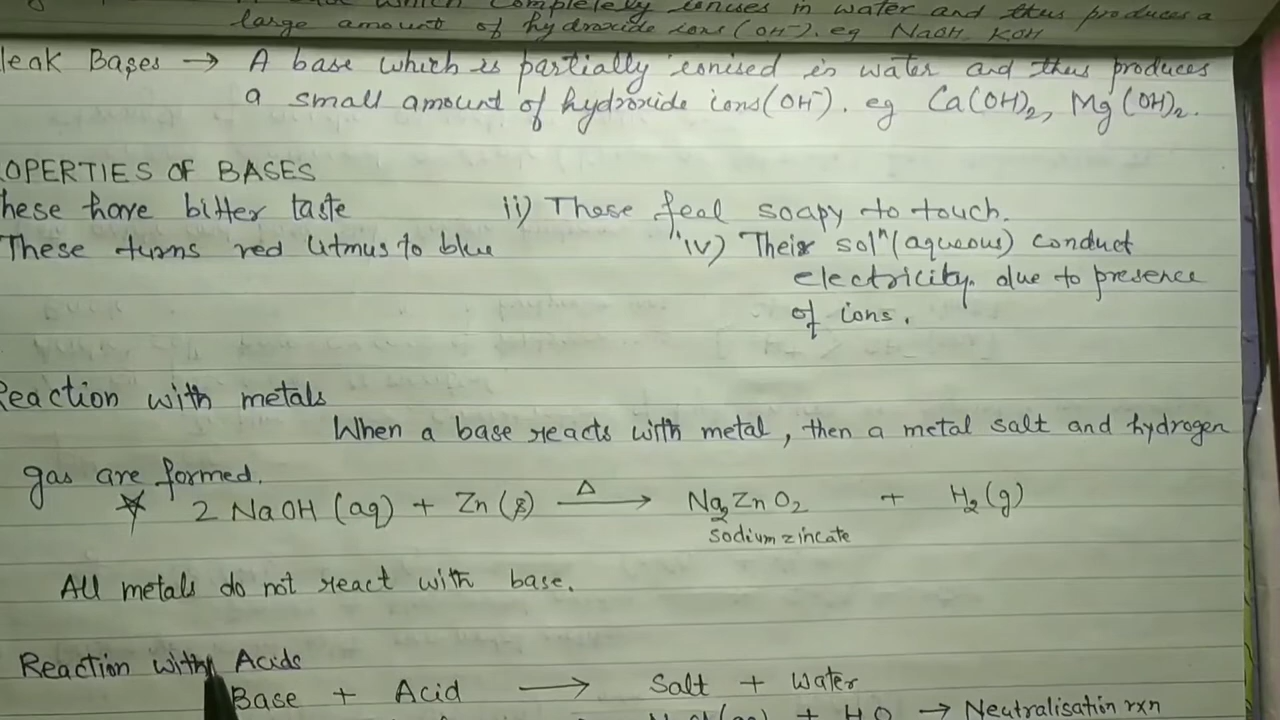 which completely ionises in water and thus produces a
large amount of hydroxide ions (OH⁻). eg NaOH, KOH
eak Bases → A base which is partially ionised in water and thus produces
a small amount of hydroxide ions(OH⁻). eg Ca(OH)₂, Mg(OH)₂.
OPERTIES OF BASES
hese have bitter taste ii) These feel soapy to touch.
These turns red litmus to blue iv) Their solⁿ(aqueous) conduct
electricity. due to presence
of ions.
Reaction with metals
When a base reacts with metal, then a metal salt and hydrogen
gas are formed.
☆ 2 NaOH (aq) + Zn (s) —Δ→ Na₂ZnO₂ + H₂(g)
Sodium zincate
All metals do not react with base.
Reaction with Acids
Base + Acid → Salt + Water
+ H O → Neutralisation rxn